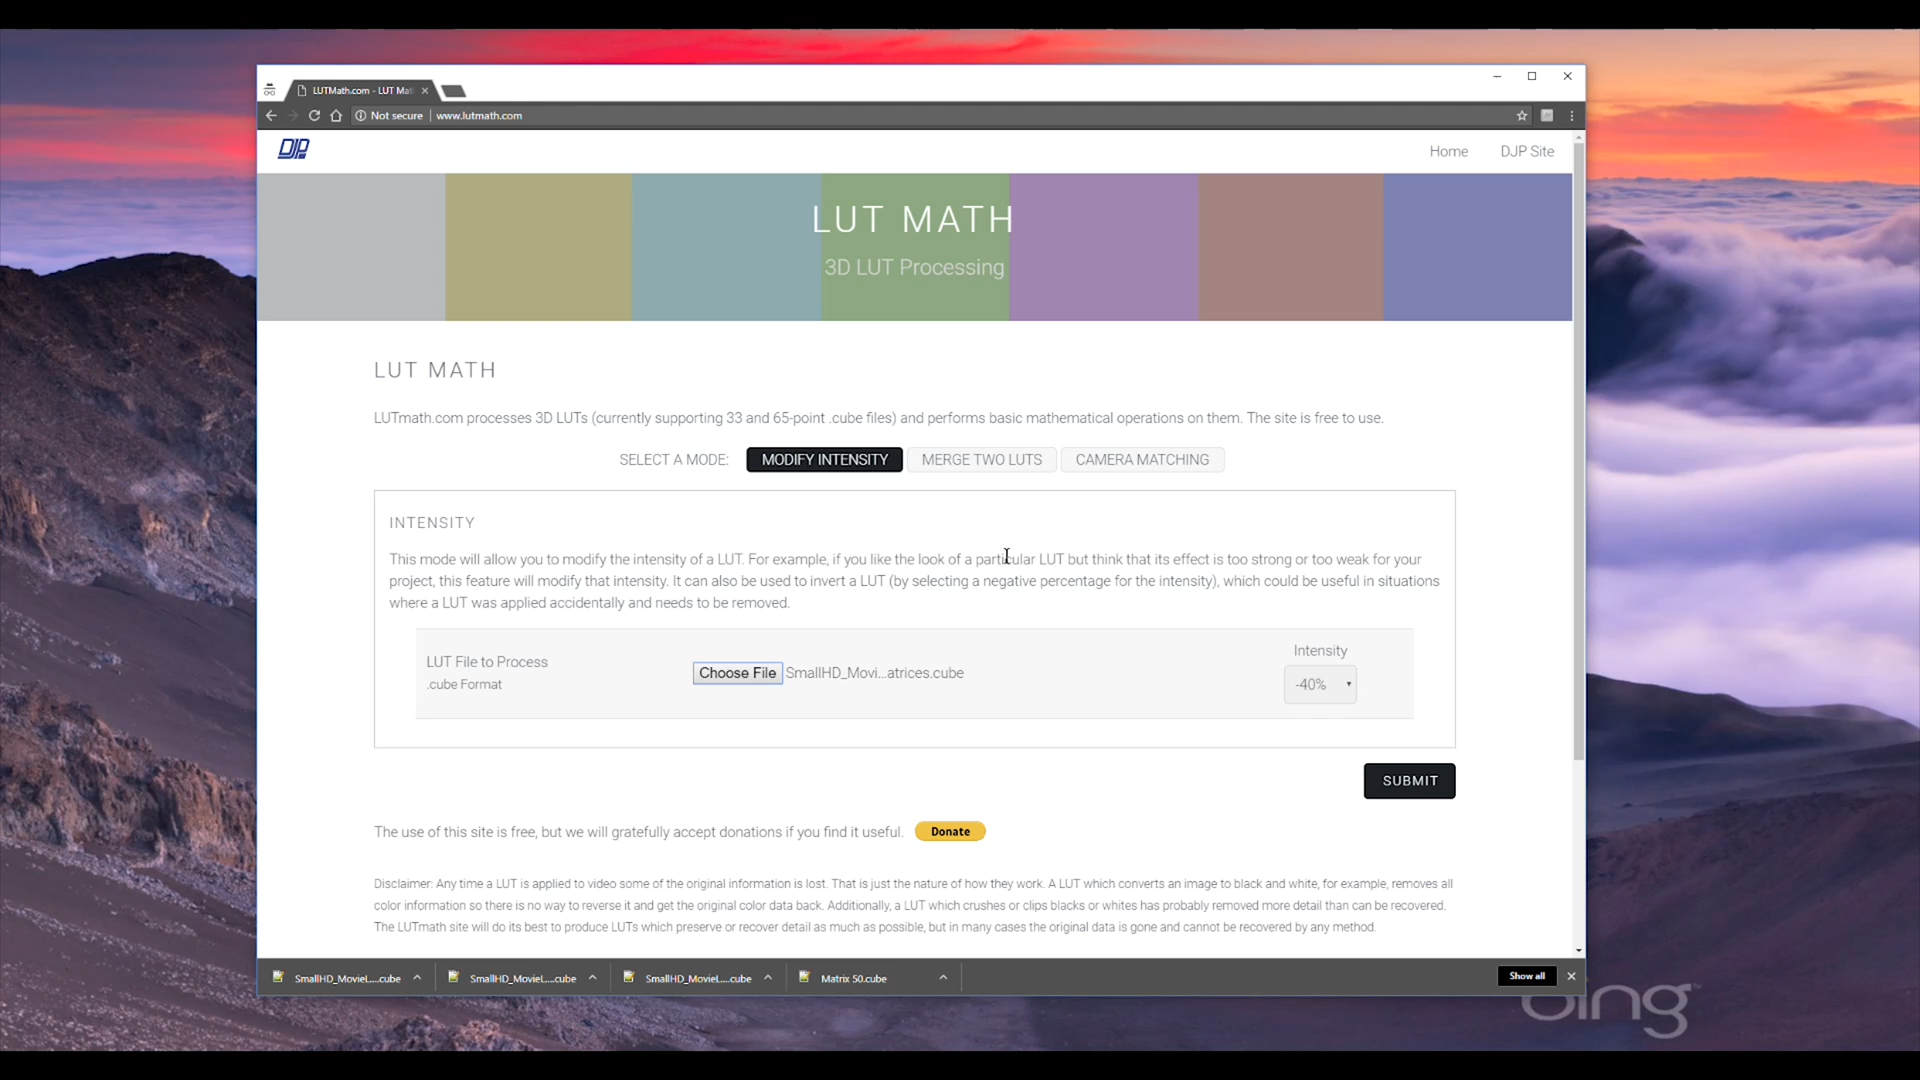 LUTMath.com - LUT Mat
Not secure | www.lutmath.com
DJP
Home
DJP Site
LUT MATH
3D LUT Processing
LUT MATH
LUTmath.com processes 3D LUTs (currently supporting 33 and 65-point .cube files) and performs basic mathematical operations on them. The site is free to use.
SELECT A MODE:
MODIFY INTENSITY
MERGE TWO LUTS
CAMERA MATCHING
INTENSITY
This mode will allow you to modify the intensity of a LUT. For example, if you like the look of a particular LUT but think that its effect is too strong or too weak for your
project, this feature will modify that intensity. It can also be used to invert a LUT (by selecting a negative percentage for the intensity), which could be useful in situations
where a LUT was applied accidentally and needs to be removed.
LUT File to Process
.cube Format
Choose File SmallHD_Movi...atrices.cube
Intensity
-40%
SUBMIT
The use of this site is free, but we will gratefully accept donations if you find it useful.
Donate
Disclaimer: Any time a LUT is applied to video some of the original information is lost. That is just the nature of how they work. A LUT which converts an image to black and white, for example, removes all
color information so there is no way to reverse it and get the original color data back. Additionally, a LUT which crushes or clips blacks or whites has probably removed more detail than can be recovered.
The LUTmath site will do its best to produce LUTs which preserve or recover detail as much as possible, but in many cases the original data is gone and cannot be recovered by any method.
SmallHD_MovieL....cube
SmallHD_MovieL....cube
SmallHD_MovieL....cube
Matrix 50.cube
Show all
bing